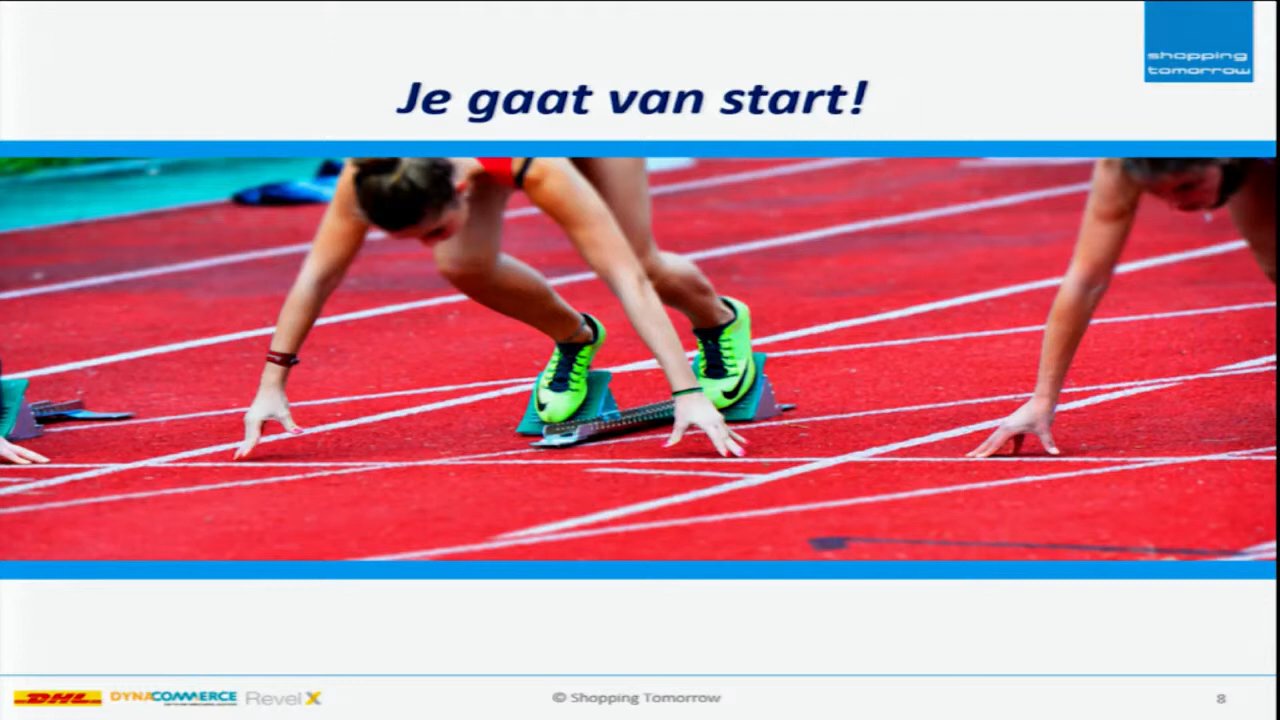 shopping
tomorrow
Je gaat van start!
DHL
DYNACOMMERCE
RevelX
© Shopping Tomorrow
8